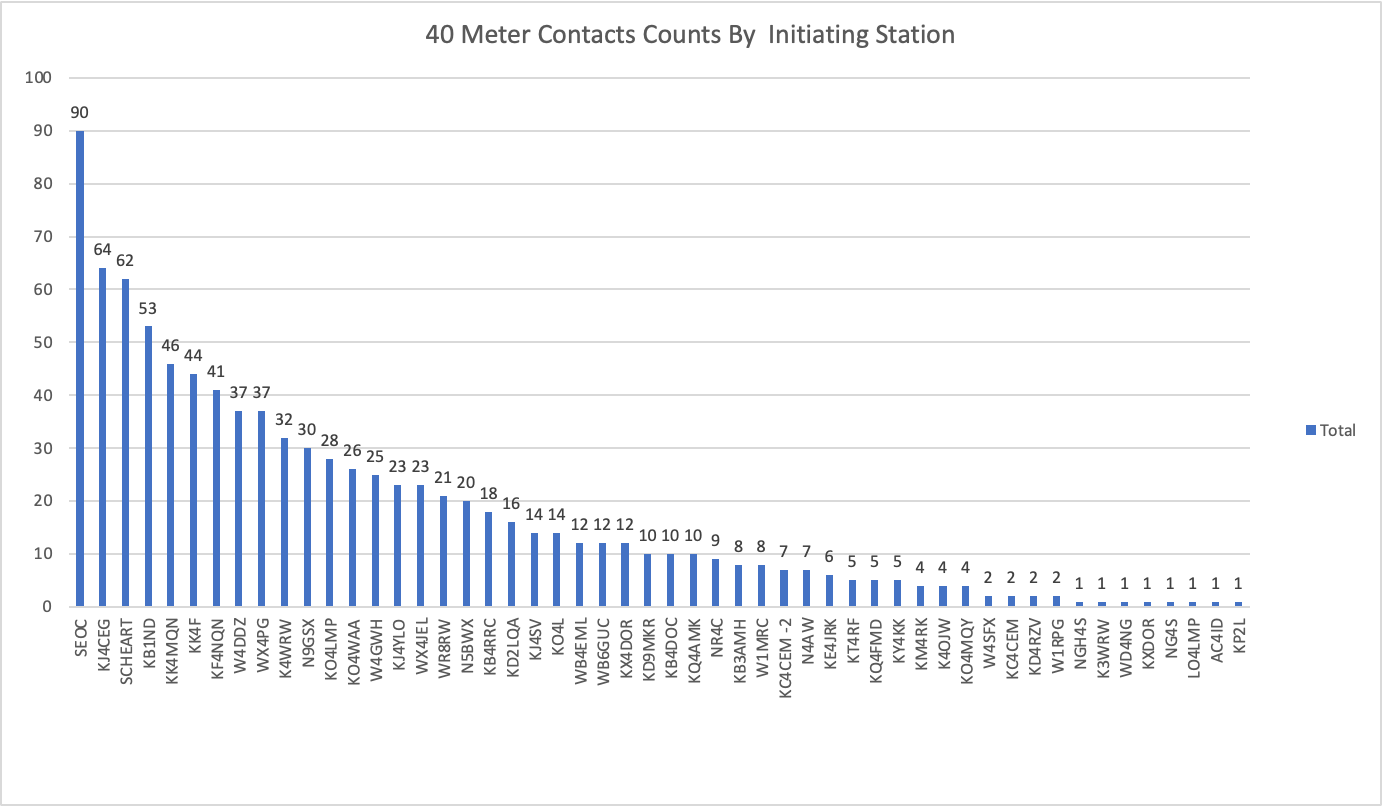 40 Meter Contacts Counts By  Initiating Station
100
90
80
70
60
50
40
30
20
10
0
90
64
62
53
46
44
41
37
37
32
30
28
26
25
23
23
21
20
18
16
14
14
12
12
12
10
10
10
9
8
8
7
7
6
5
5
5
4
4
4
2
2
2
2
1
1
1
1
1
1
1
1
SEOC
KJ4CEG
SCHEART
KB1ND
KK4MQN
KK4F
KF4NQN
W4DDZ
WX4PG
K4WRW
N9GSX
KO4LMP
KO4WAA
W4GWH
KJ4YLO
WX4JEL
WR8RW
N5BWX
KB4RRC
KD2LQA
KJ4SV
KO4L
WB4EML
WB6GUC
KX4DOR
KD9MKR
KB4DOC
KQ4AMK
NR4C
KB3AMH
W1MRC
KC4CEM -2
N4AW
KE4JRK
KT4RF
KQ4FMD
KY4KK
KM4RK
K4OJW
KO4MQY
W4SFX
KC4CEM
KD4RZV
W1RPG
NGH4S
K3WRW
WD4NG
KXDOR
NG4S
LO4LMP
AC4ID
KP2L
Total